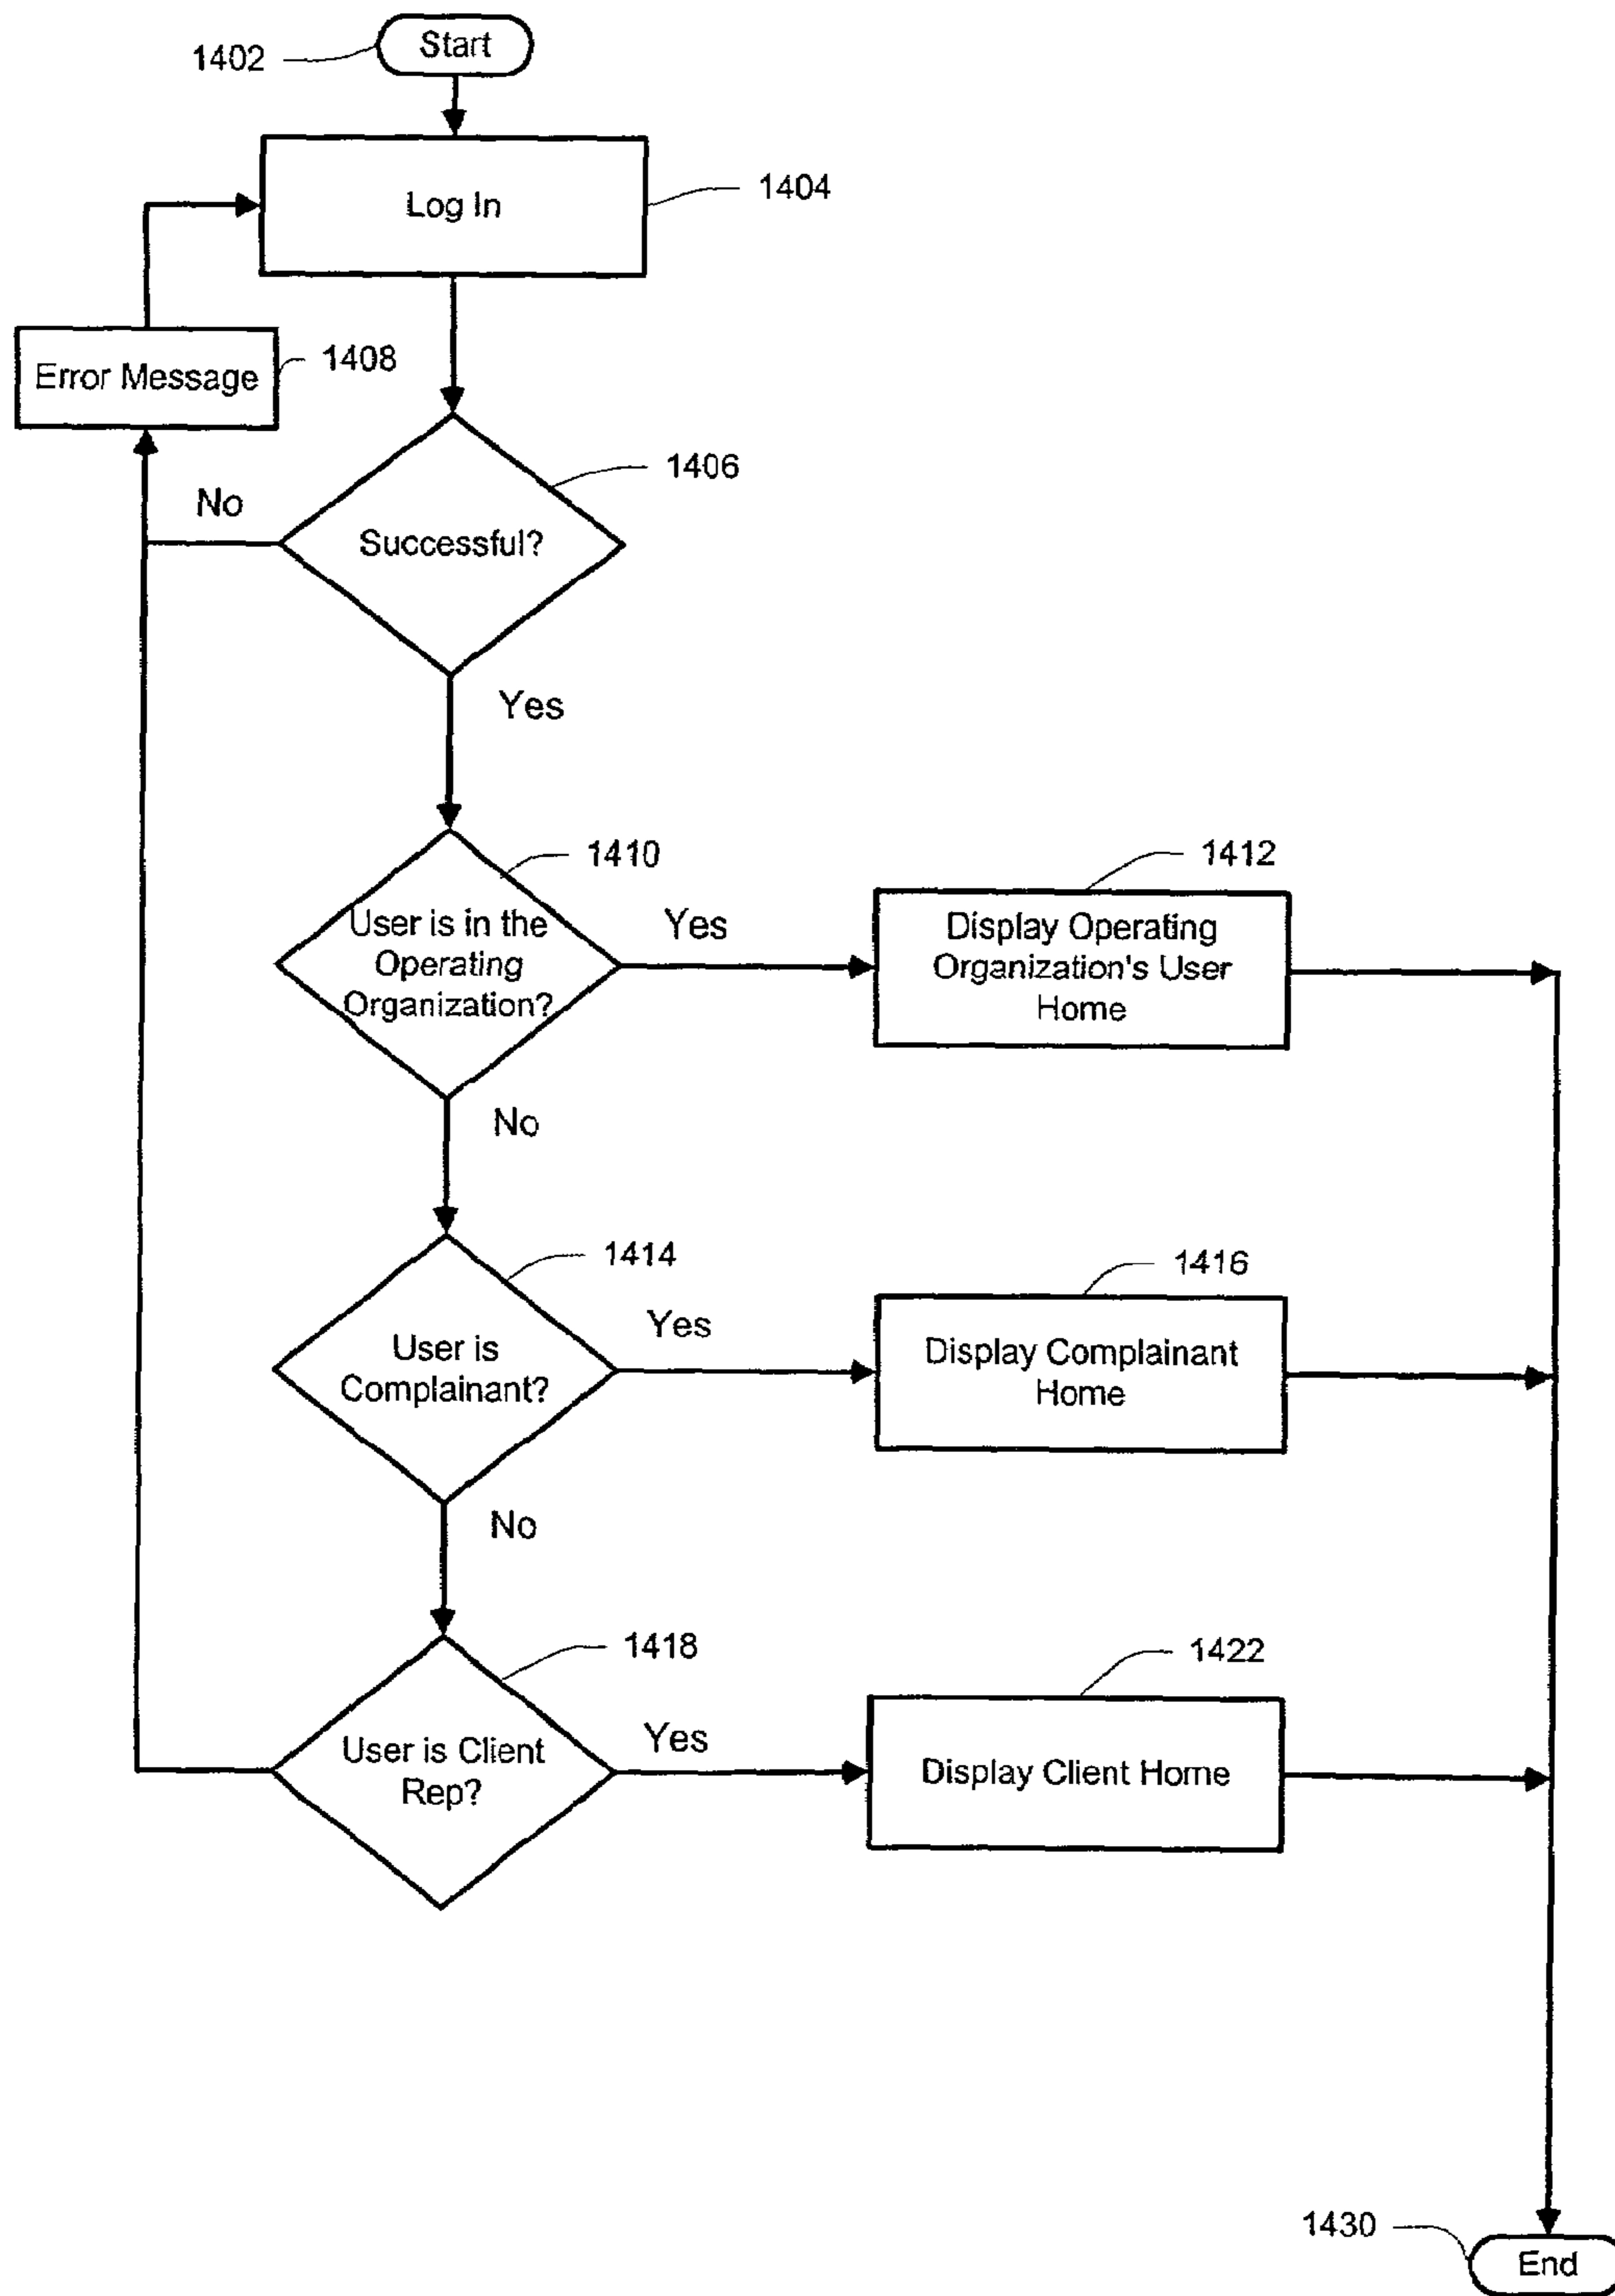 Start
1402
Log In
1404
Error Message
1408
1406
No
Successful?
Yes
1410
User is in the
Operating
Organization?
Yes
1412
Display Operating
Organization's User
Home
No
1414
User is
Complainant?
Yes
1416
Display Complainant
Home
No
1418
User is Client
Rep?
Yes
1422
Display Client Home
1430
End